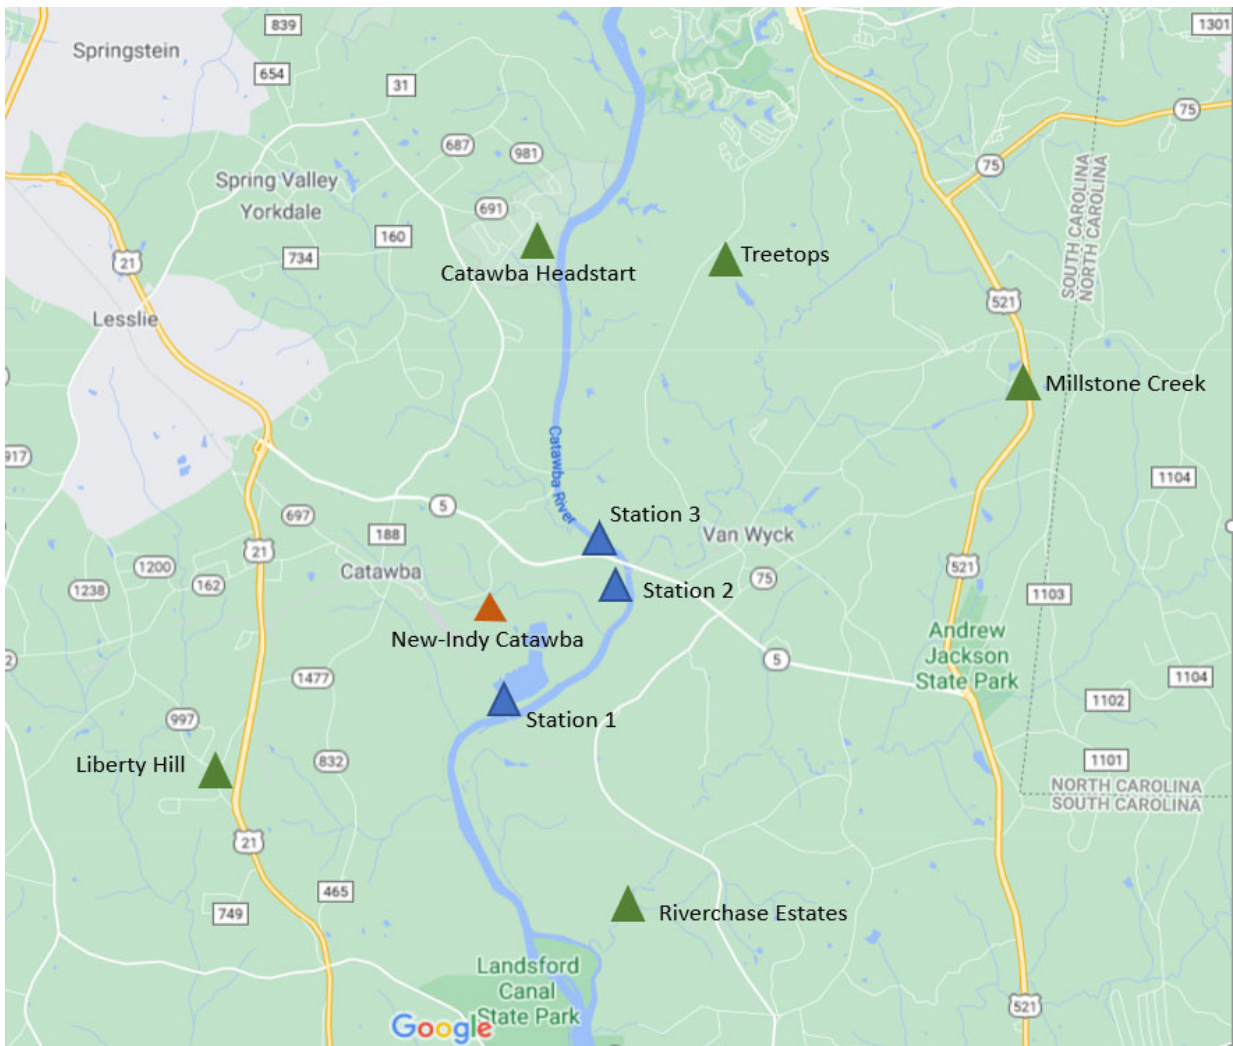 839
1301
Springstein
654
31
75
687
981
75
Spring Valley
Yorkdale
691
160
734
SOUTH CAROLINA
NORTH CAROLINA
21
Catawba Headstart
Treetops
521
Lesslie
Millstone Creek
Catawba River
917
1104
5
697
Station 3
188
Van Wyck
21
1200
162
1238
Catawba
521
75
Station 2
1103
New-Indy Catawba
Andrew
Jackson
State Park
2
5
1477
1104
1102
997
Station 1
Liberty Hill
832
1101
NORTH CAROLINA
SOUTH CAROLINA
21
465
749
Riverchase Estates
Landsford
Canal
State Park
521
Google